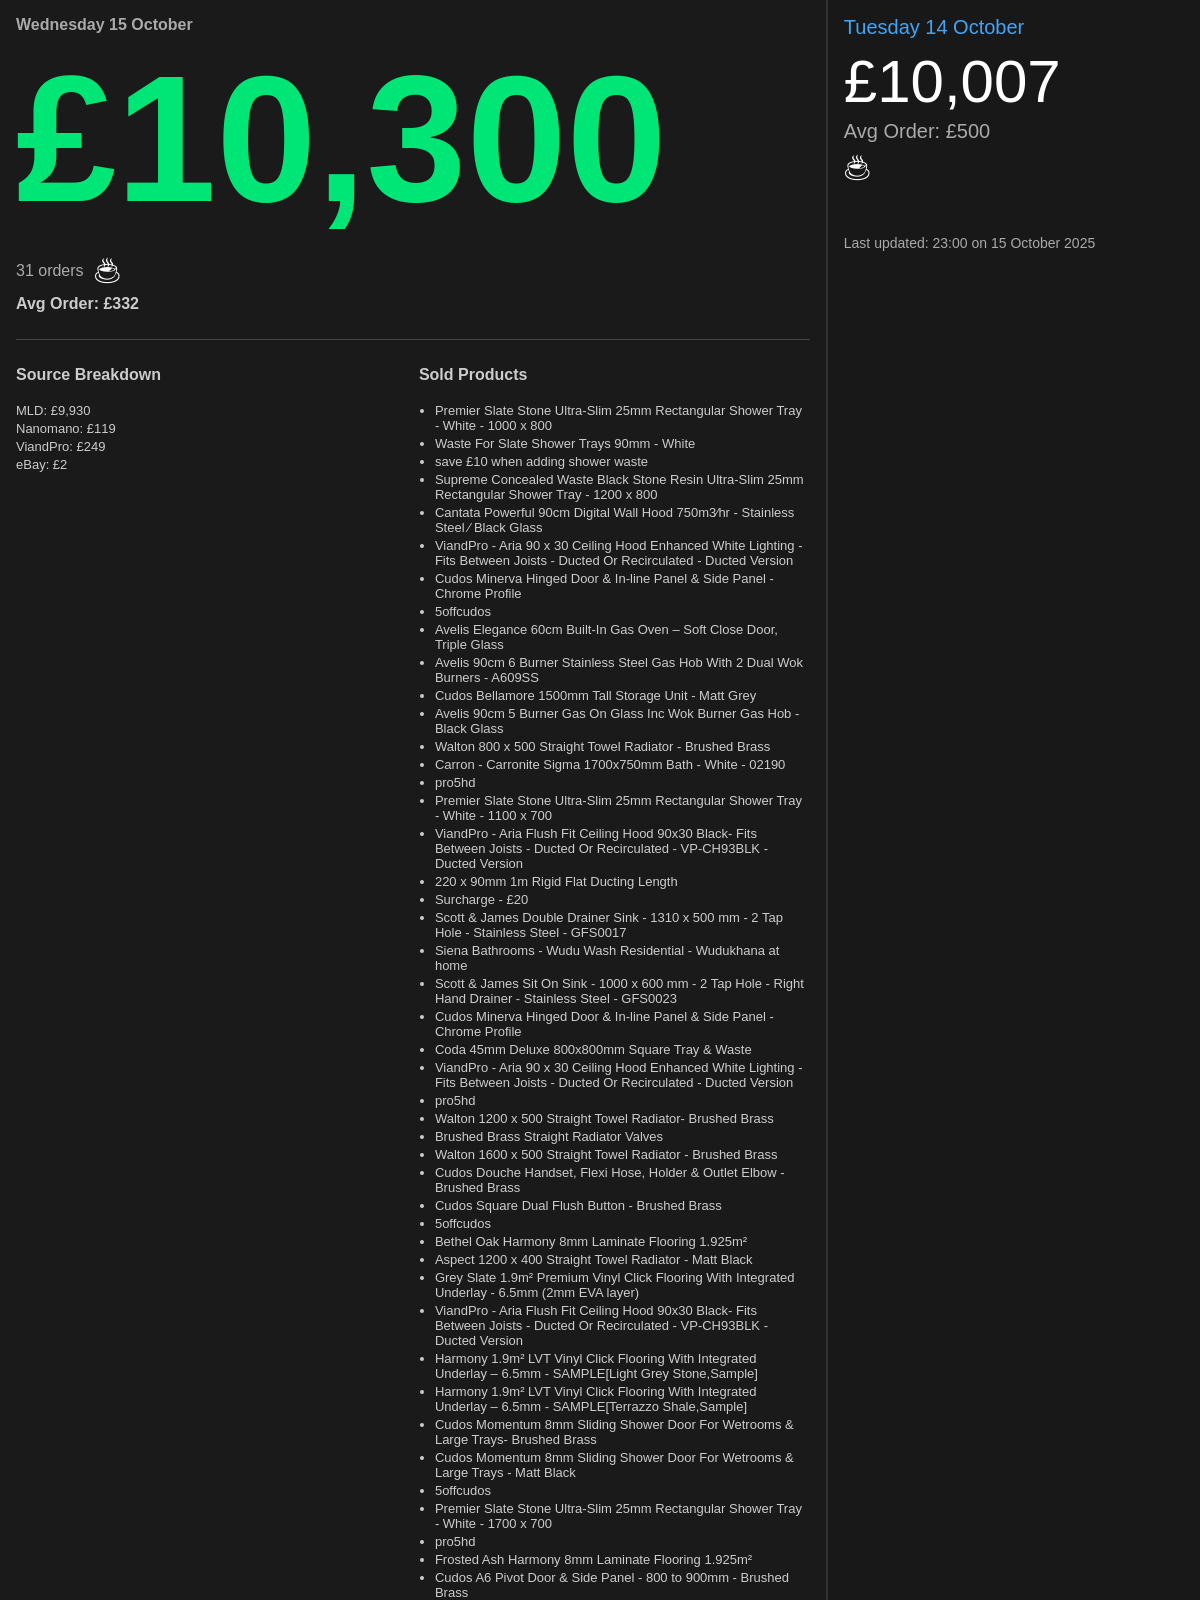 Wednesday 15 October
£10,300
31 orders
Avg Order: £332
Source Breakdown
MLD: £9,930
Nanomano: £119
ViandPro: £249
eBay: £2
Sold Products
Premier Slate Stone Ultra-Slim 25mm Rectangular Shower Tray
- White - 1000 x 800
Waste For Slate Shower Trays 90mm - White
save £10 when adding shower waste
Supreme Concealed Waste Black Stone Resin Ultra-Slim 25mm
Rectangular Shower Tray - 1200 x 800
Cantata Powerful 90cm Digital Wall Hood 750m3⁄hr - Stainless
Steel ⁄ Black Glass
ViandPro - Aria 90 x 30 Ceiling Hood Enhanced White Lighting -
Fits Between Joists - Ducted Or Recirculated - Ducted Version
Cudos Minerva Hinged Door & In-line Panel & Side Panel -
Chrome Profile
5offcudos
Avelis Elegance 60cm Built-In Gas Oven – Soft Close Door,
Triple Glass
Avelis 90cm 6 Burner Stainless Steel Gas Hob With 2 Dual Wok
Burners - A609SS
Cudos Bellamore 1500mm Tall Storage Unit - Matt Grey
Avelis 90cm 5 Burner Gas On Glass Inc Wok Burner Gas Hob -
Black Glass
Walton 800 x 500 Straight Towel Radiator - Brushed Brass
Carron - Carronite Sigma 1700x750mm Bath - White - 02190
pro5hd
Premier Slate Stone Ultra-Slim 25mm Rectangular Shower Tray
- White - 1100 x 700
ViandPro - Aria Flush Fit Ceiling Hood 90x30 Black- Fits
Between Joists - Ducted Or Recirculated - VP-CH93BLK -
Ducted Version
220 x 90mm 1m Rigid Flat Ducting Length
Surcharge - £20
Scott & James Double Drainer Sink - 1310 x 500 mm - 2 Tap
Hole - Stainless Steel - GFS0017
Siena Bathrooms - Wudu Wash Residential - Wudukhana at
home
Scott & James Sit On Sink - 1000 x 600 mm - 2 Tap Hole - Right
Hand Drainer - Stainless Steel - GFS0023
Cudos Minerva Hinged Door & In-line Panel & Side Panel -
Chrome Profile
Coda 45mm Deluxe 800x800mm Square Tray & Waste
ViandPro - Aria 90 x 30 Ceiling Hood Enhanced White Lighting -
Fits Between Joists - Ducted Or Recirculated - Ducted Version
pro5hd
Walton 1200 x 500 Straight Towel Radiator- Brushed Brass
Brushed Brass Straight Radiator Valves
Walton 1600 x 500 Straight Towel Radiator - Brushed Brass
Cudos Douche Handset, Flexi Hose, Holder & Outlet Elbow -
Brushed Brass
Cudos Square Dual Flush Button - Brushed Brass
5offcudos
Bethel Oak Harmony 8mm Laminate Flooring 1.925m²
Aspect 1200 x 400 Straight Towel Radiator - Matt Black
Grey Slate 1.9m² Premium Vinyl Click Flooring With Integrated
Underlay - 6.5mm (2mm EVA layer)
ViandPro - Aria Flush Fit Ceiling Hood 90x30 Black- Fits
Between Joists - Ducted Or Recirculated - VP-CH93BLK -
Ducted Version
Harmony 1.9m² LVT Vinyl Click Flooring With Integrated
Underlay – 6.5mm - SAMPLE[Light Grey Stone,Sample]
Harmony 1.9m² LVT Vinyl Click Flooring With Integrated
Underlay – 6.5mm - SAMPLE[Terrazzo Shale,Sample]
Cudos Momentum 8mm Sliding Shower Door For Wetrooms &
Large Trays- Brushed Brass
Cudos Momentum 8mm Sliding Shower Door For Wetrooms &
Large Trays - Matt Black
5offcudos
Premier Slate Stone Ultra-Slim 25mm Rectangular Shower Tray
- White - 1700 x 700
pro5hd
Frosted Ash Harmony 8mm Laminate Flooring 1.925m²
Cudos A6 Pivot Door & Side Panel - 800 to 900mm - Brushed
Brass
Tuesday 14 October
£10,007
Avg Order: £500
Last updated: 23:00 on 15 October 2025